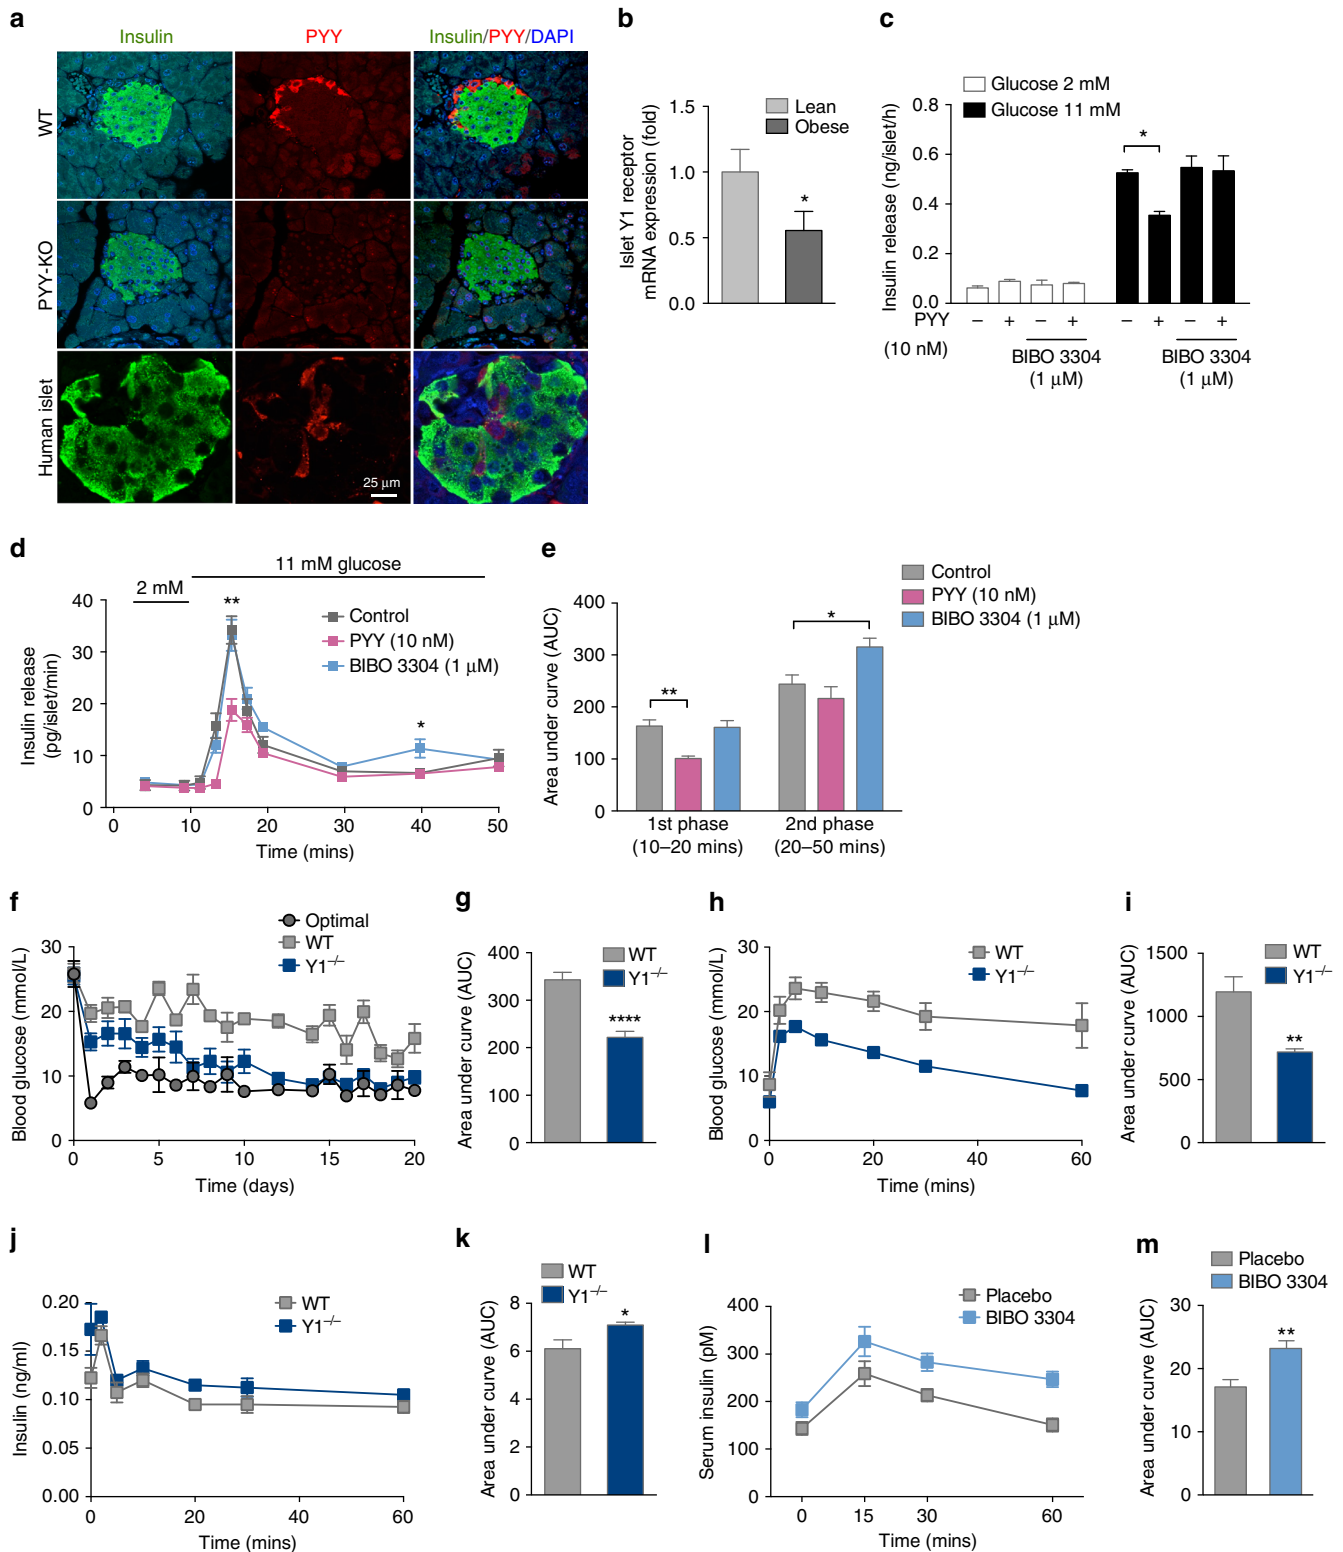 a
Insulin
PYY
Insulin/PYY/DAPI
WT
PYY-KO
Human islet
25 μm
b
Lean
Obese
Islet Y1 receptor
mRNA expression (fold)
1.5
1.0
0.5
0.0
*
c
Glucose 2 mM
Glucose 11 mM
Insulin release (ng/islet/h)
0.8
0.6
0.4
0.2
0.0
*
PYY – + – + – + – +
(10 nM)
BIBO 3304
(1 μM)
BIBO 3304
(1 μM)
d
11 mM glucose
2 mM
**
*
Control
PYY (10 nM)
BIBO 3304 (1 μM)
Insulin release
(pg/islet/min)
40
30
20
10
0
0 10 20 30 40 50
Time (mins)
e
Control
PYY (10 nM)
BIBO 3304 (1 μM)
Area under curve (AUC)
400
300
200
100
0
**
*
1st phase
(10–20 mins)
2nd phase
(20–50 mins)
f
Optimal
WT
Y1–/–
Blood glucose (mmol/L)
30
20
10
0
0 5 10 15 20
Time (days)
g
WT
Y1–/–
Area under curve (AUC)
400
300
200
100
0
****
h
WT
Y1–/–
Blood glucose (mmol/L)
30
20
10
0
0 20 40 60
Time (mins)
i
WT
Y1–/–
Area under curve (AUC)
1500
1000
500
0
**
j
WT
Y1–/–
Insulin (ng/ml)
0.20
0.15
0.10
0.05
0.00
0 20 40 60
Time (mins)
k
WT
Y1–/–
Area under curve (AUC)
8
6
4
2
0
*
l
Placebo
BIBO 3304
Serum insulin (pM)
400
300
200
100
0
0 15 30 60
Time (mins)
m
Placebo
BIBO 3304
Area under curve (AUC)
30
20
10
0
**